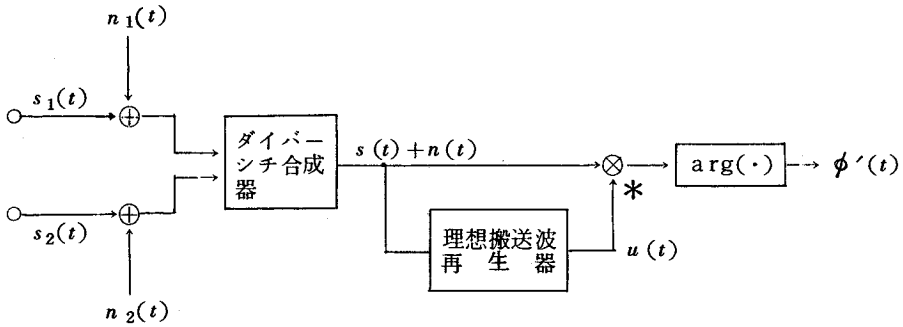 n1(t)
s1(t)
ダイバー
シチ合成
器
s(t)+n(t)
*
arg(·)
φ′(t)
s2(t)
理想搬送波
再生器
u(t)
n2(t)